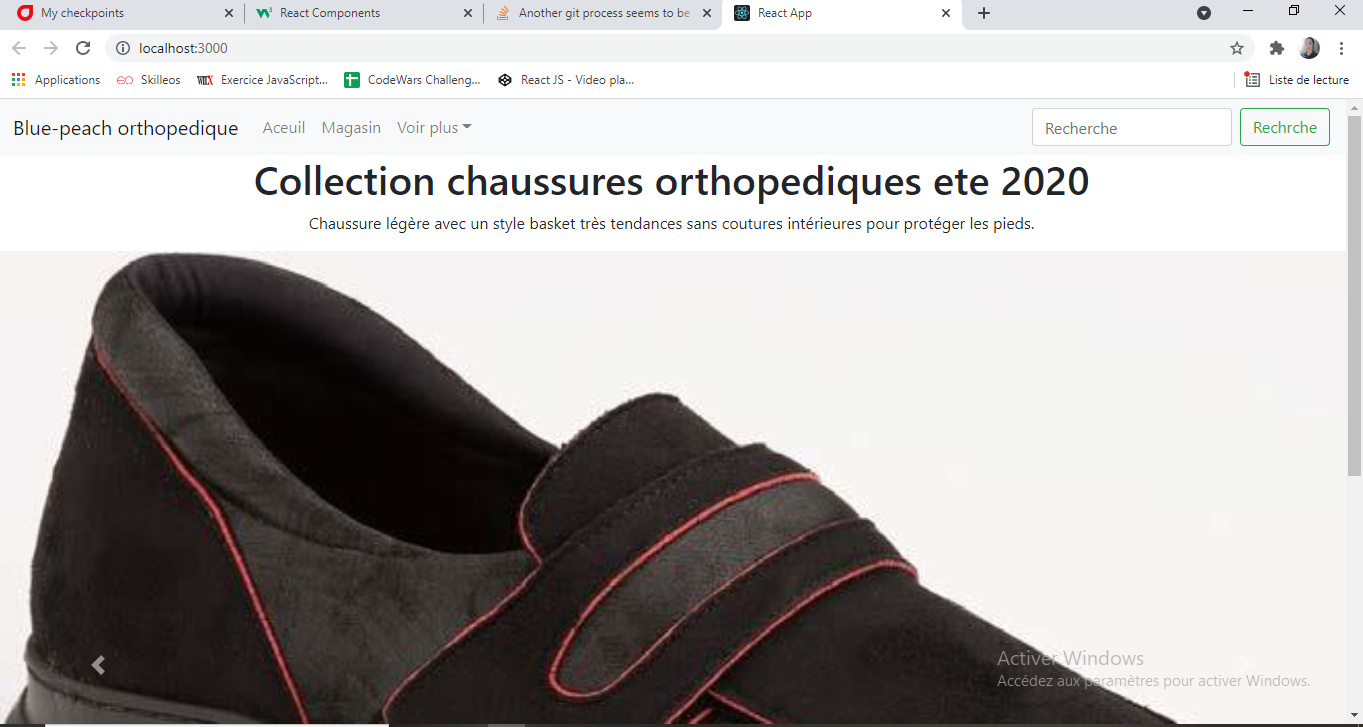 My checkpoints
React Components
Another git process seems to be
React App
localhost:3000
Applications
Skilleos
Exercice JavaScript...
CodeWars Challeng...
React JS - Video pla...
Liste de lecture
Blue-peach orthopedique
Aceuil
Magasin
Voir plus
Recherche
Rechrche
Collection chaussures orthopediques ete 2020
Chaussure légère avec un style basket très tendances sans coutures intérieures pour protéger les pieds.
Activer Windows
Accédez aux paramètres pour activer Windows.